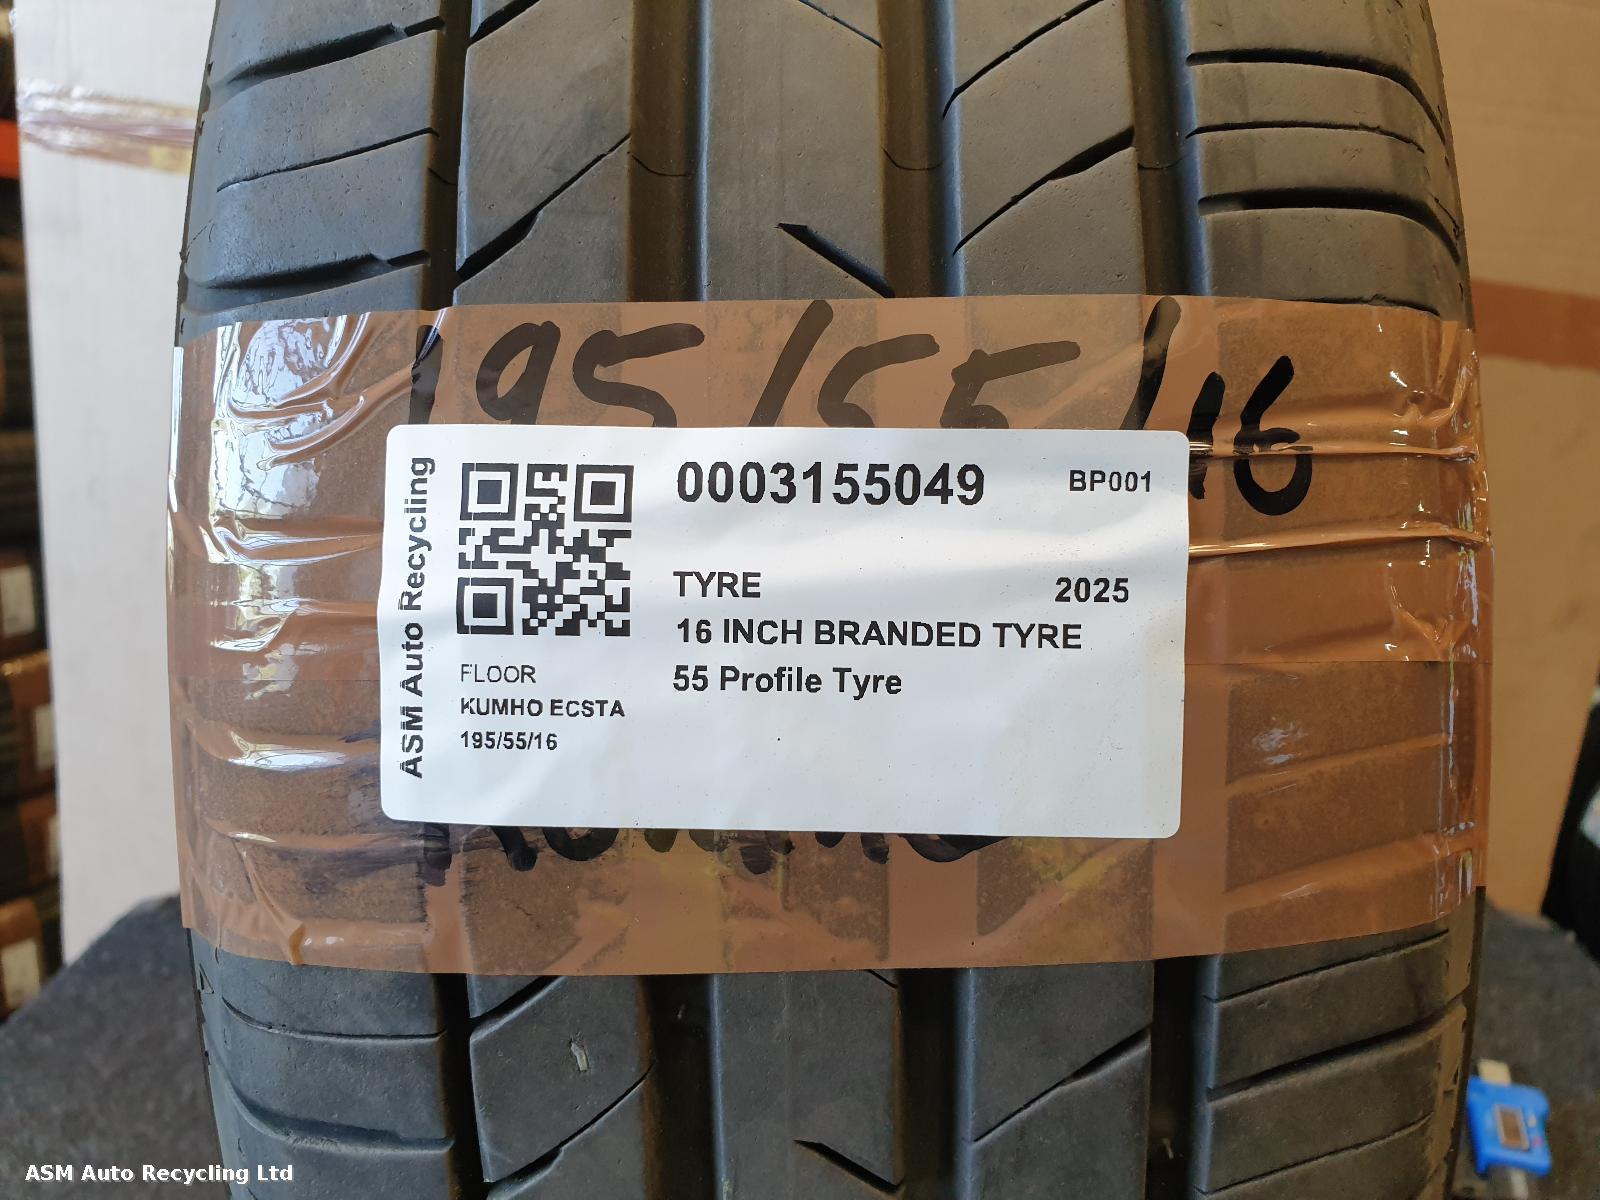 195/55/16
0003155049
BP001
ASM Auto Recycling
TYRE
2025
16 INCH BRANDED TYRE
55 Profile Tyre
FLOOR
KUMHO ECSTA
195/55/16
ASM Auto Recycling Ltd